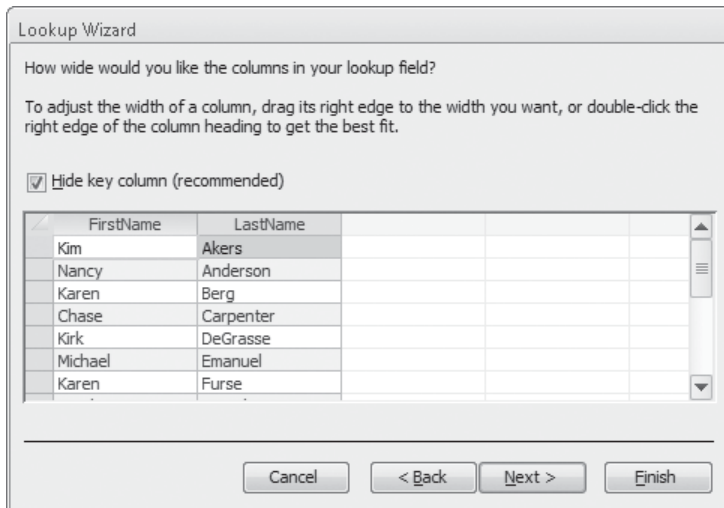 Lookup Wizard
How wide would you like the columns in your lookup field?
To adjust the width of a column, drag its right edge to the width you want, or double-click the
right edge of the column heading to get the best fit.
Hide key column (recommended)
FirstName LastName
Kim Akers
Nancy Anderson
Karen Berg
Chase Carpenter
Kirk DeGrasse
Michael Emanuel
Karen Furse
Cancel < Back Next > Finish